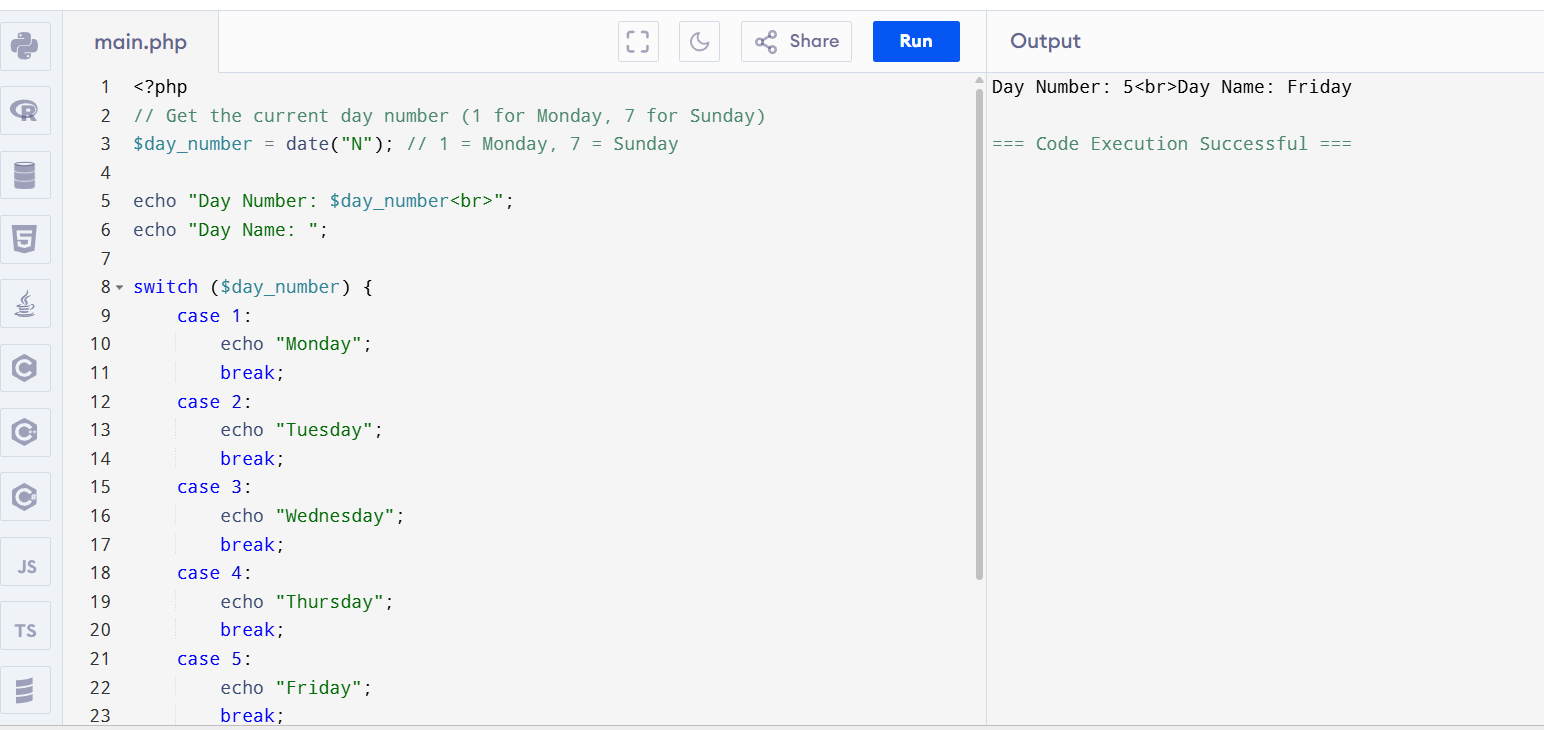 main.php
Share
Run
Output
1 <?php
2 // Get the current day number (1 for Monday, 7 for Sunday)
3 $day_number = date("N"); // 1 = Monday, 7 = Sunday
4
5 echo "Day Number: $day_number<br>";
6 echo "Day Name: ";
7
8 switch ($day_number) {
9     case 1:
10         echo "Monday";
11         break;
12     case 2:
13         echo "Tuesday";
14         break;
15     case 3:
16         echo "Wednesday";
17         break;
18     case 4:
19         echo "Thursday";
20         break;
21     case 5:
22         echo "Friday";
23         break;
Day Number: 5<br>Day Name: Friday
=== Code Execution Successful ===
R
5
C
C++
C#
JS
TS